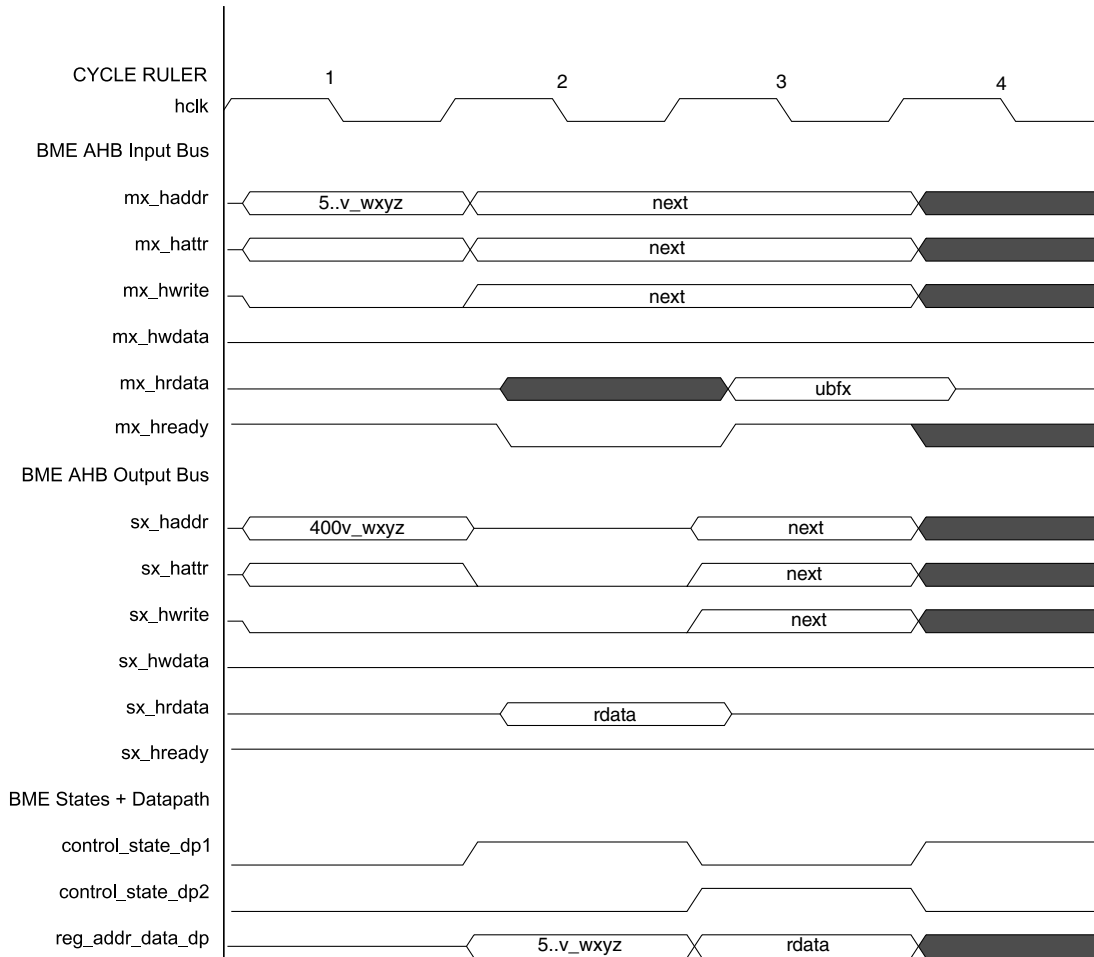 CYCLE RULER 1 2 3 4
hclk
BME AHB Input Bus
mx_haddr 5..v_wxyz next
mx_hattr next
mx_hwrite next
mx_hwdata
mx_hrdata ubfx
mx_hready
BME AHB Output Bus
sx_haddr 400v_wxyz next
sx_hattr next
sx_hwrite next
sx_hwdata
sx_hrdata rdata
sx_hready
BME States + Datapath
control_state_dp1
control_state_dp2
reg_addr_data_dp 5..v_wxyz rdata